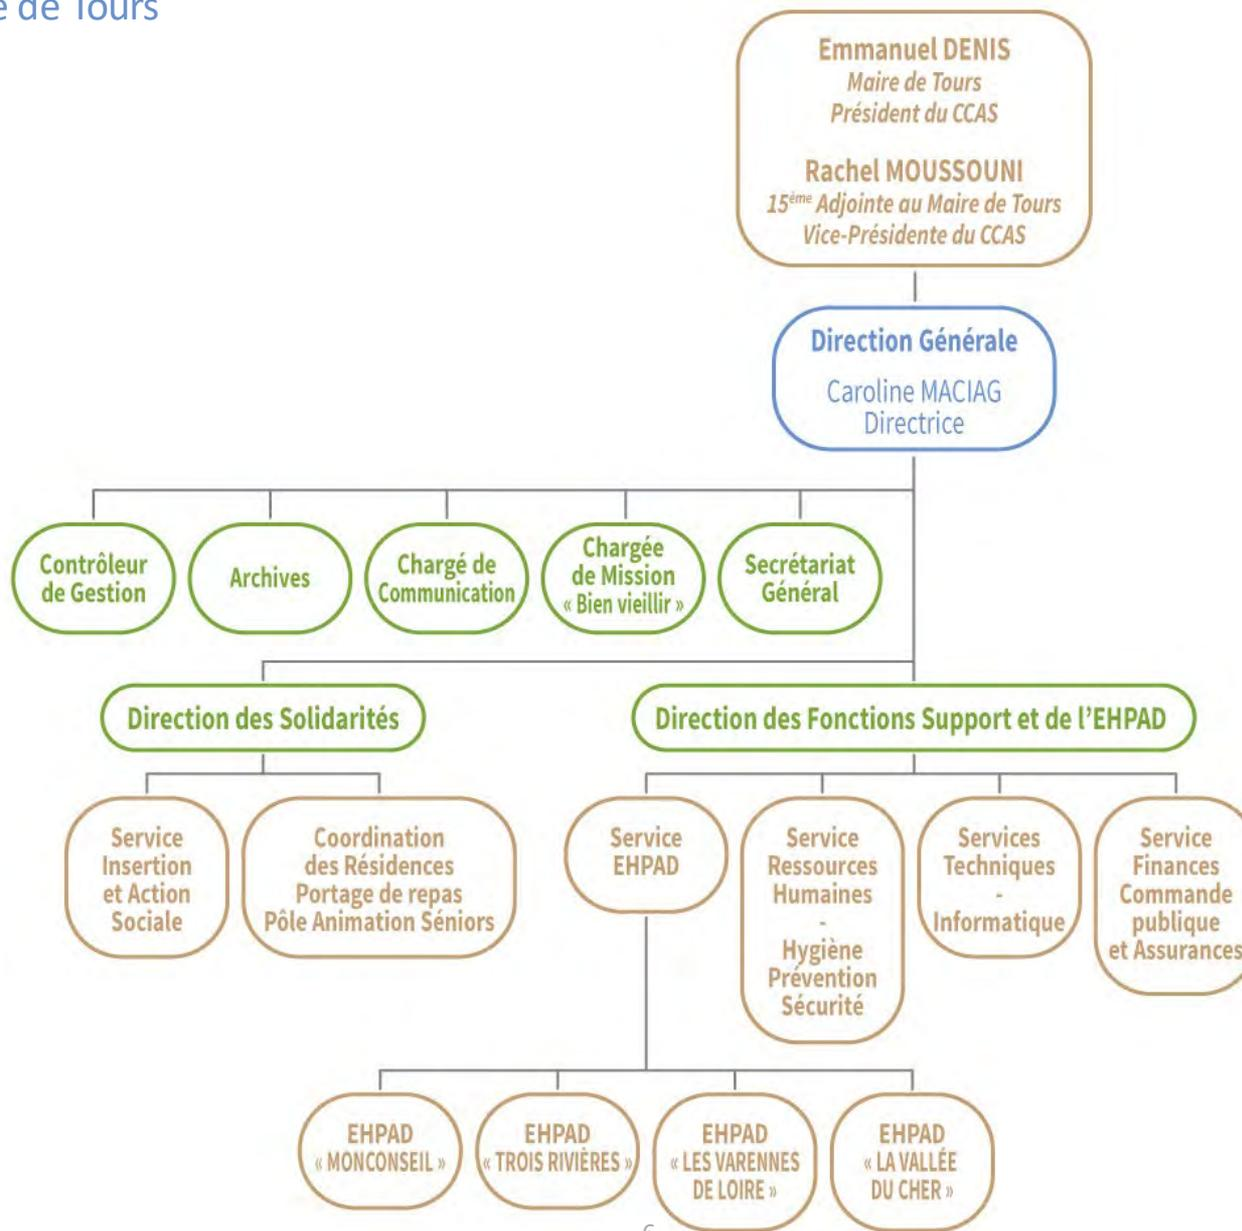 e de Tours
Emmanuel DENIS
Maire de Tours
Président du CCAS
Rachel MOUSSOUNI
15ème Adjointe au Maire de Tours
Vice-Présidente du CCAS
Direction Générale
Caroline MACIAG
Directrice
Contrôleur
de Gestion
Archives
Chargé de
Communication
Chargée
de Mission
« Bien vieillir »
Secrétariat
Général
Direction des Solidarités
Direction des Fonctions Support et de l’EHPAD
Service
Insertion
et Action
Sociale
Coordination
des Résidences
Portage de repas
Pôle Animation Séniors
Service
EHPAD
Service
Ressources
Humaines
-
Hygiène
Prévention
Sécurité
Services
Techniques
-
Informatique
Service
Finances
Commande
publique
et Assurances
EHPAD
« MONCONSEIL »
EHPAD
« TROIS RIVIÈRES »
EHPAD
« LES VARENNES
DE LOIRE »
EHPAD
« LA VALLÉE
DU CHER »